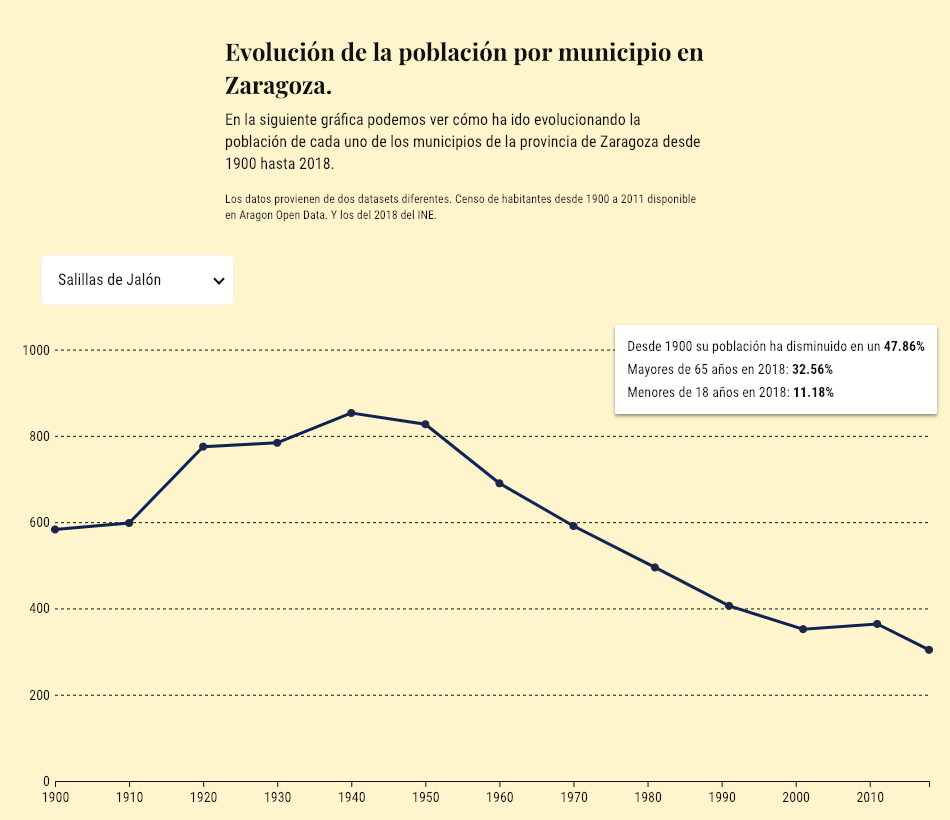 Evolución de la población por municipio en
Zaragoza.
En la siguiente gráfica podemos ver cómo ha ido evolucionando la
población de cada uno de los municipios de la provincia de Zaragoza desde
1900 hasta 2018.
Los datos provienen de dos datasets diferentes. Censo de habitantes desde 1900 a 2011 disponible
en Aragon Open Data. Y los del 2018 del INE.
Salillas de Jalón
Desde 1900 su población ha disminuido en un 47.86%
Mayores de 65 años en 2018: 32.56%
Menores de 18 años en 2018: 11.18%
1000
800
600
400
200
0
1900 1910 1920 1930 1940 1950 1960 1970 1980 1990 2000 2010